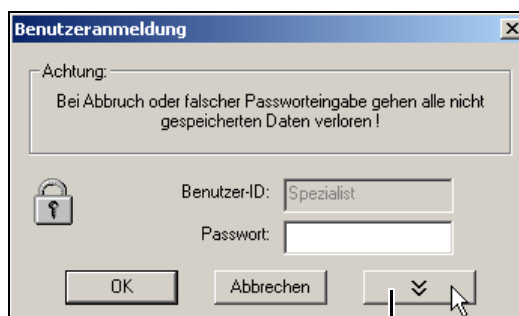 Benutzeranmeldung
Achtung:
Bei Abbruch oder falscher Passworteingabe gehen alle nicht
gespeicherten Daten verloren !
Benutzer-ID: Spezialist
Passwort:
OK Abbrechen